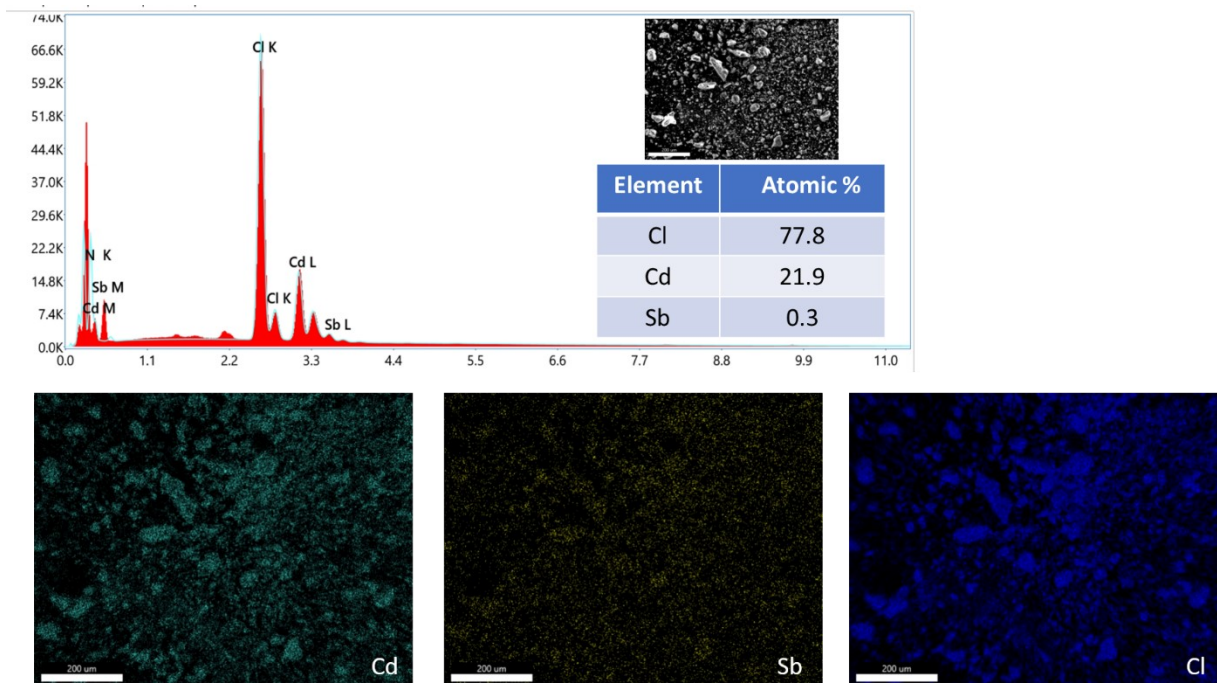 74.0K
66.6K
59.2K
51.8K
44.4K
37.0K
29.6K
22.2K
14.8K
7.4K
0.0K
0.0 1.1 2.2 3.3 4.4 5.5 6.6 7.7 8.8 9.9 11.0
Cl K
N K
Sb M
Cd M
Cl K
Cd L
Sb L
200 um
Element Atomic %
Cl 77.8
Cd 21.9
Sb 0.3
200 um Cd
200 um Sb
200 um Cl